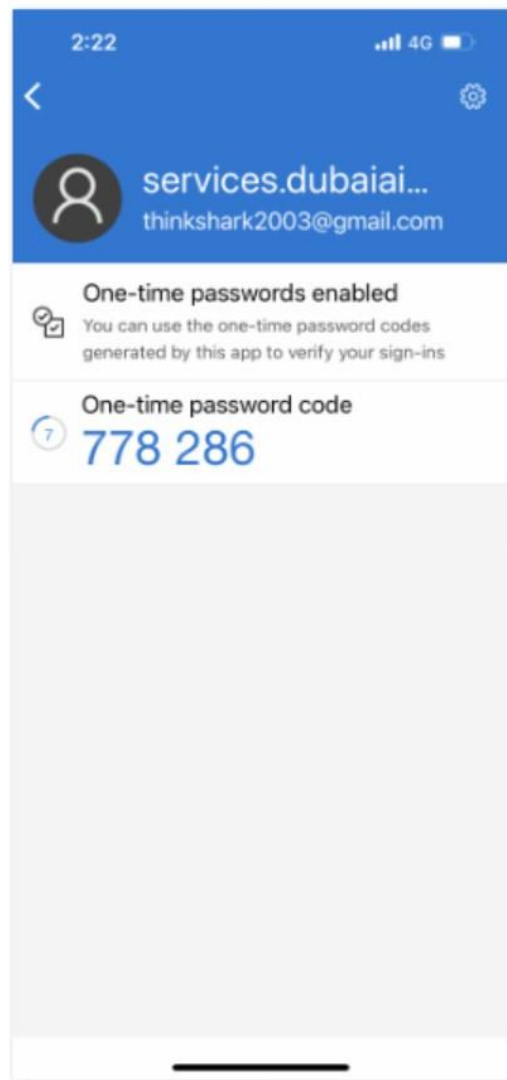 2:22 4G
services.dubaiai...
thinkshark2003@gmail.com
One-time passwords enabled
You can use the one-time password codes
generated by this app to verify your sign-ins
One-time password code
7
778 286